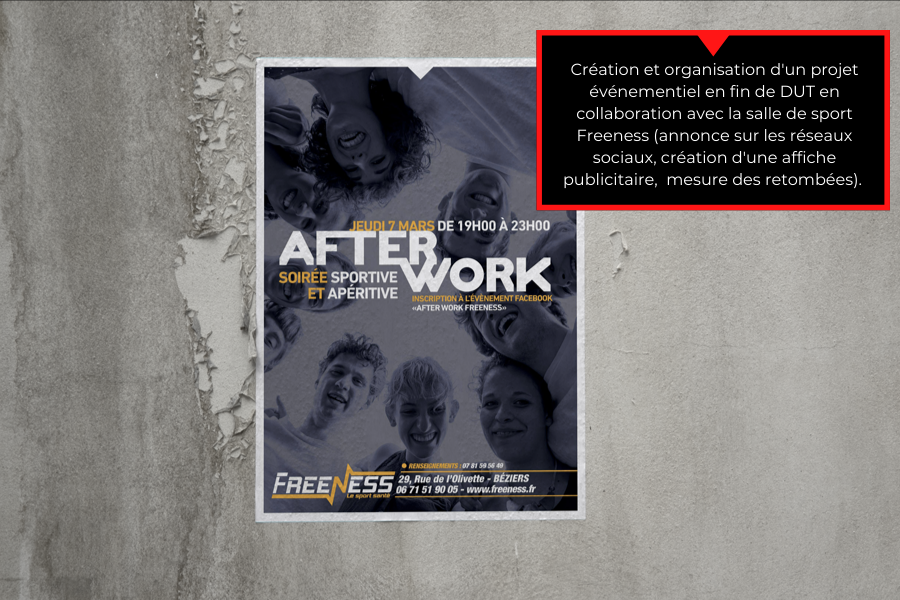 Création et organisation d'un projet
événementiel en fin de DUT en
collaboration avec la salle de sport
Freeness (annonce sur les réseaux
sociaux, création d'une affiche
publicitaire,  mesure des retombées).
JEUDI 7 MARS DE 19H00 À 23H00
AFTER
WORK
SOIRÉE SPORTIVE
ET APÉRITIVE
INSCRIPTION À L'ÉVÈNEMENT FACEBOOK
«AFTER WORK FREENESS»
RENSEIGNEMENTS : 07 81 59 56 49
FREENESS
Le sport santé
29, Rue de l'Olivette - BÉZIERS
06 71 51 90 05 - www.freeness.fr